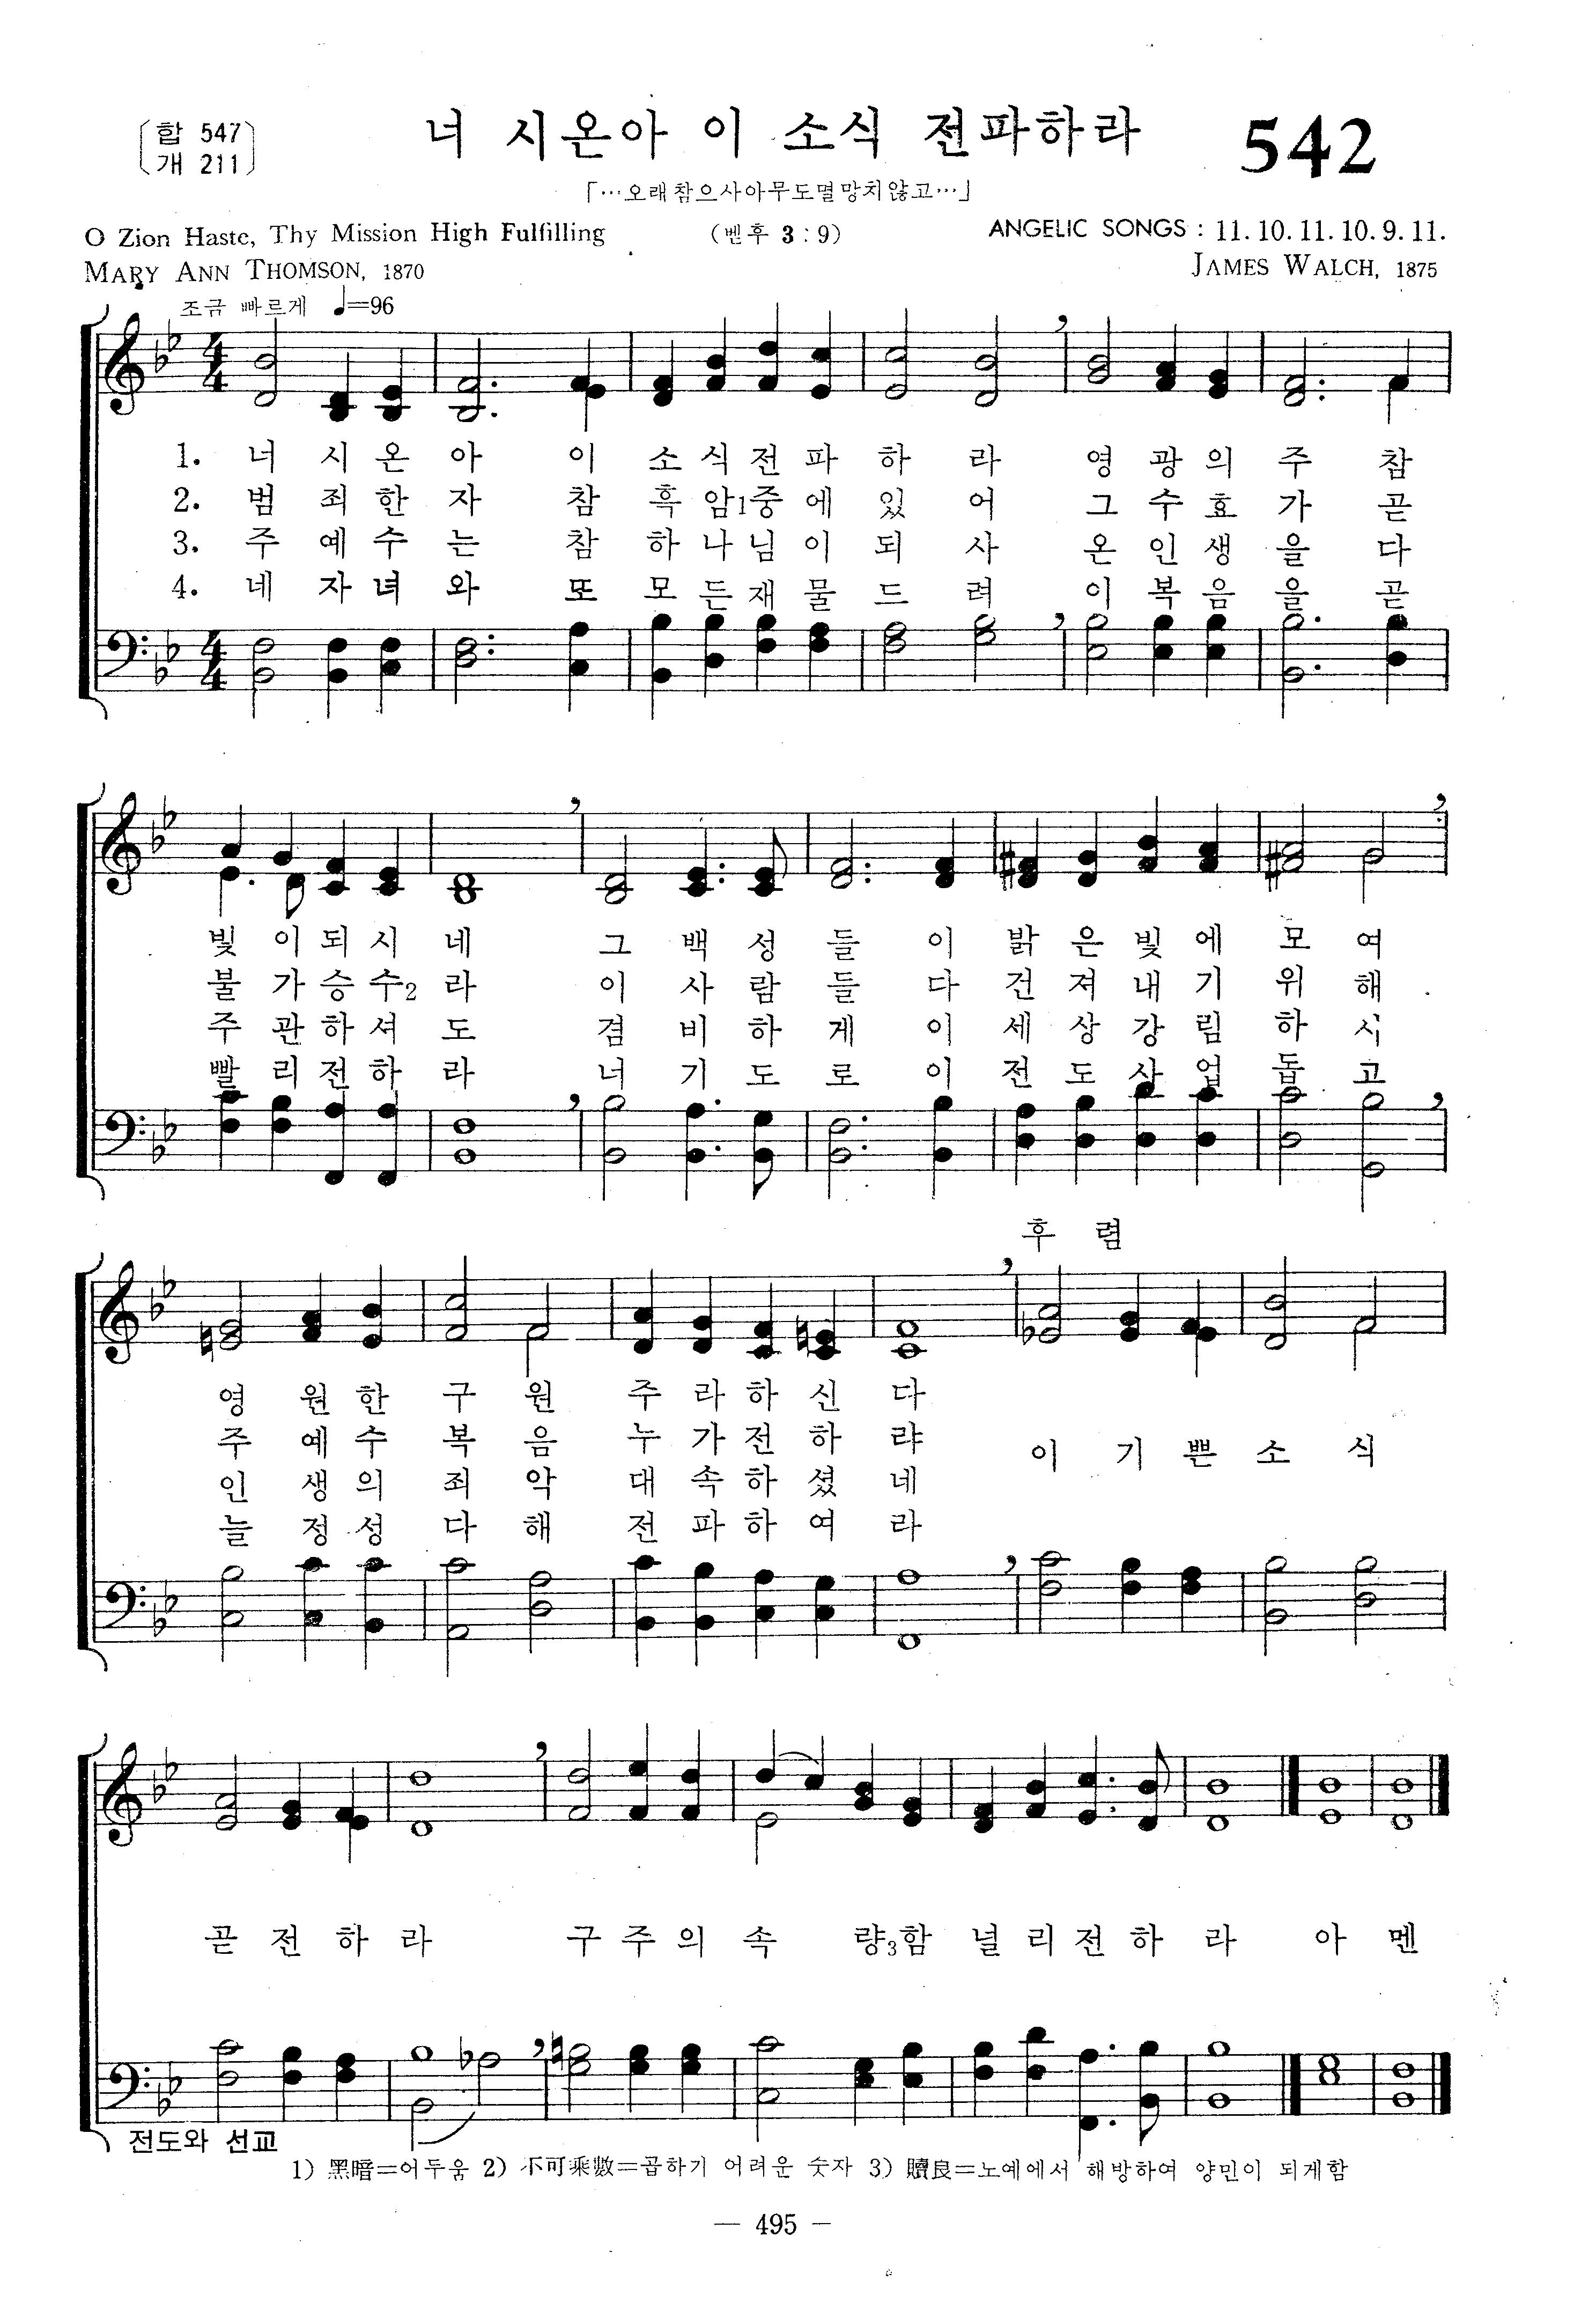 합 547
개 211
너 시온아 이 소식 전파하라
542
「…오래참으사아무도멸망치않고…」
O Zion Haste, Thy Mission High Fulfilling
(벧후 3 : 9)
ANGELIC SONGS : 11. 10. 11. 10. 9. 11.
MARY ANN THOMSON, 1870
JAMES WALCH, 1875
조금 빠르게 ♩=96
1. 너 시 온 아 이 소 식 전 파 하 라 영 광 의 주 참
2. 범 죄 한 자 참 흑 암1중 에 있 어 그 수 효 가 곧
3. 주 예 수 는 참 하 나 님 이 되 사 온 인 생 을 다
4. 네 자 녀 와 또 모 든 재 물 드 려 이 복 음 을 곧
빛 이 되 시 네 그 백 성 들 이 밝 은 빛 에 모 여
불 가 승 수2 라 이 사 람 들 다 건 져 내 기 위 해
주 관 하 셔 도 겸 비 하 게 이 세 상 강 림 하 시
빨 리 전 하 라 너 기 도 로 이 전 도 사 업 돕 고
후 렴
영 원 한 구 원 주 라 하 신 다
주 예 수 복 음 누 가 전 하 랴
이 기 쁜 소 식
인 생 의 죄 악 대 속 하 셨 네
늘 정 성 다 해 전 파 하 여 라
곧 전 하 라 구 주 의 속 량3함 널 리 전 하 라 아 멘
전도와 선교
1) 黑暗=어두움 2) 不可乘數=곱하기 어려운 숫자 3) 贖良=노예에서 해방하여 양민이 되게함
— 495 —